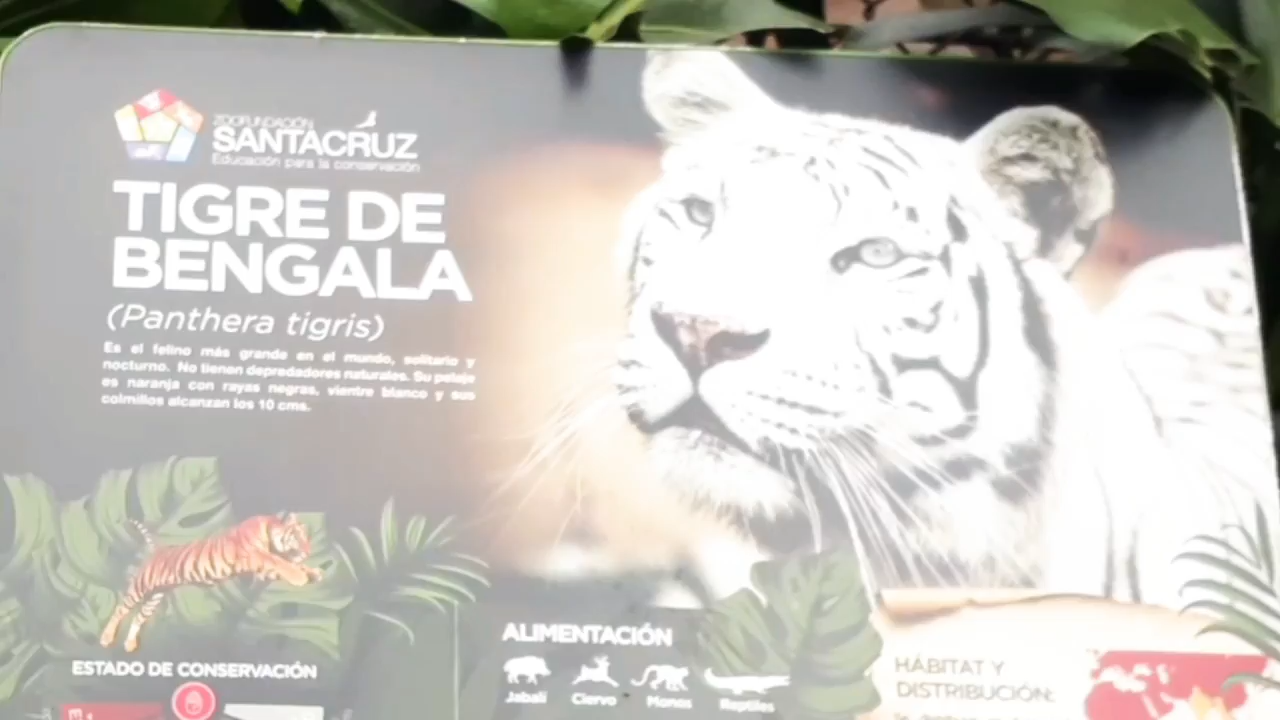 ZOOFUNDACIÓN
SANTACRUZ
Educación para la conservación
TIGRE DE
BENGALA
(Panthera tigris)
Es el felino más grande en el mundo, solitario y
nocturno. No tienen depredadores naturales. Su pelaje
es naranja con rayas negras, vientre blanco y sus
colmillos alcanzan los 10 cms.
ESTADO DE CONSERVACIÓN
ALIMENTACIÓN
Jabalí
Ciervo
Monos
Reptiles
HÁBITAT Y
DISTRIBUCIÓN: